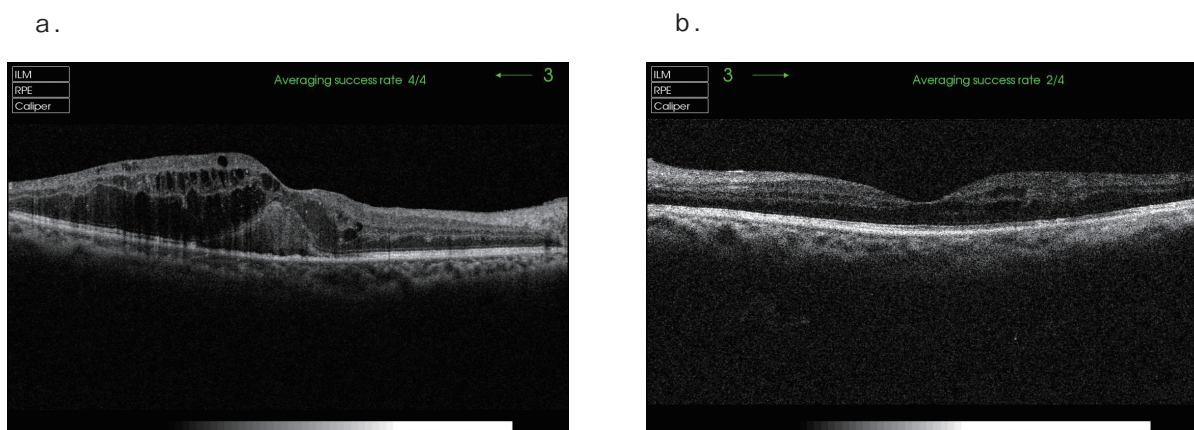 a.
b.
ILM
RPE
Caliper
Averaging success rate 4/4
3
ILM
RPE
Caliper
3
Averaging success rate 2/4